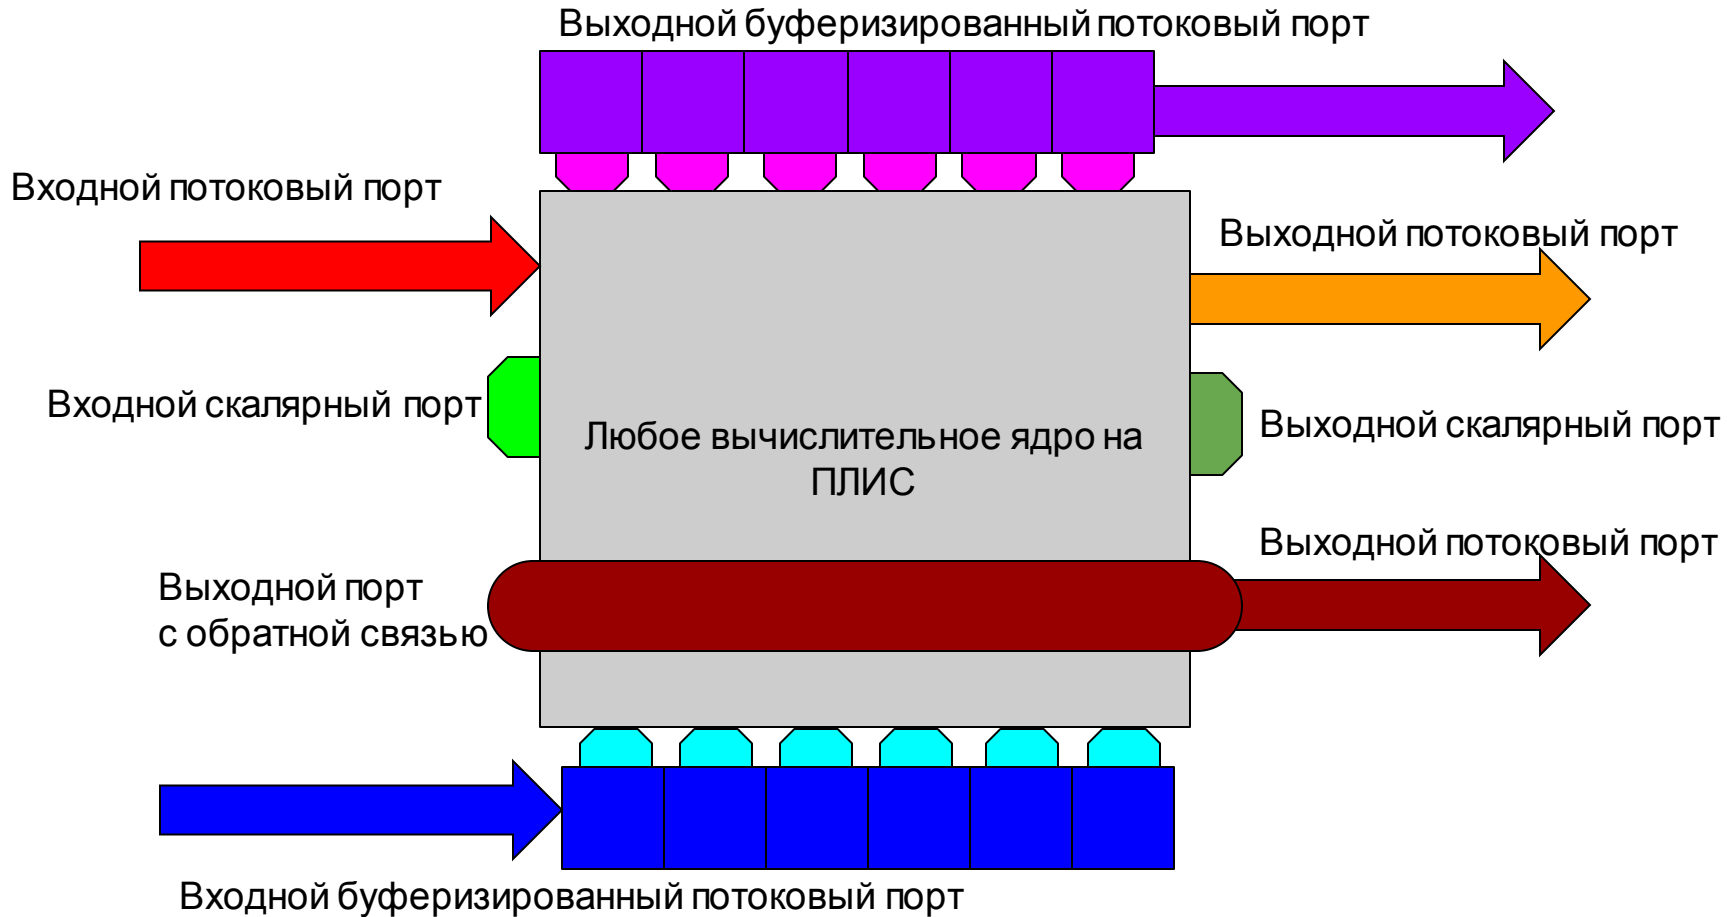 Выходной буферизированный потоковый порт
Входной потоковый порт
Выходной потоковый порт
Входной скалярный порт
Любое вычислительное ядро на
ПЛИС
Выходной скалярный порт
Выходной потоковый порт
Выходной порт
с обратной связью
Входной буферизированный потоковый порт